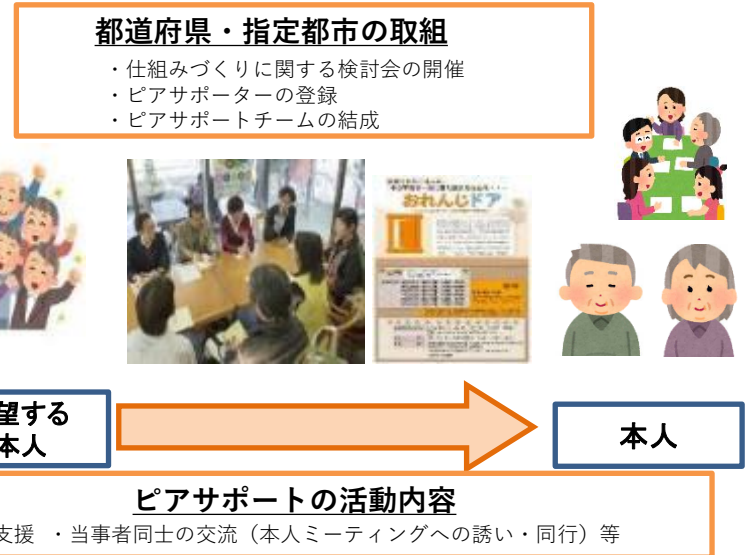 都道府県・指定都市の取組
・仕組みづくりに関する検討会の開催
・ピアサポーターの登録
・ピアサポートチームの結成
おれんじドア
望する
本人
本人
ピアサポートの活動内容
支援 ・当事者同士の交流（本人ミーティングへの誘い・同行）等